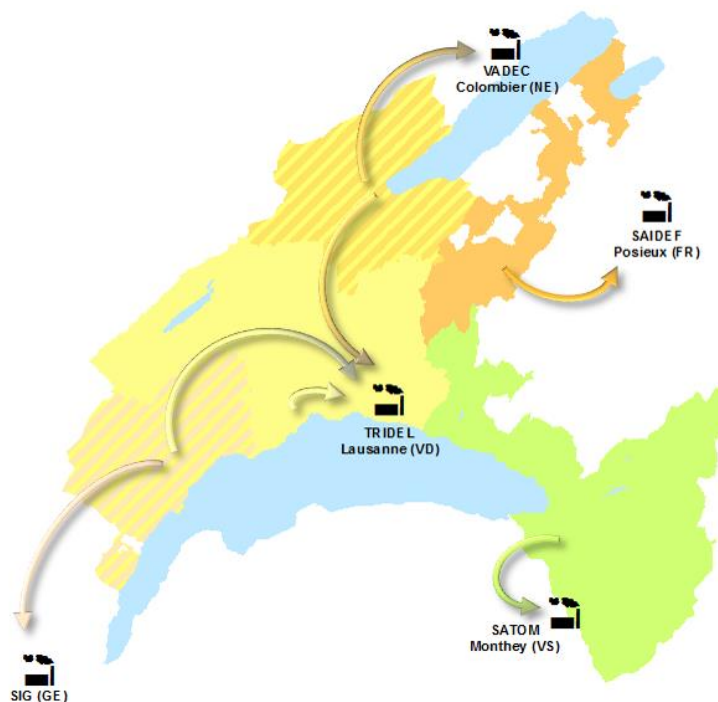 VADEC
Colombier (NE)
SAIDEF
Posieux (FR)
TRIDEL
Lausanne (VD)
SATOM
Monthey (VS)
SIG (GE)